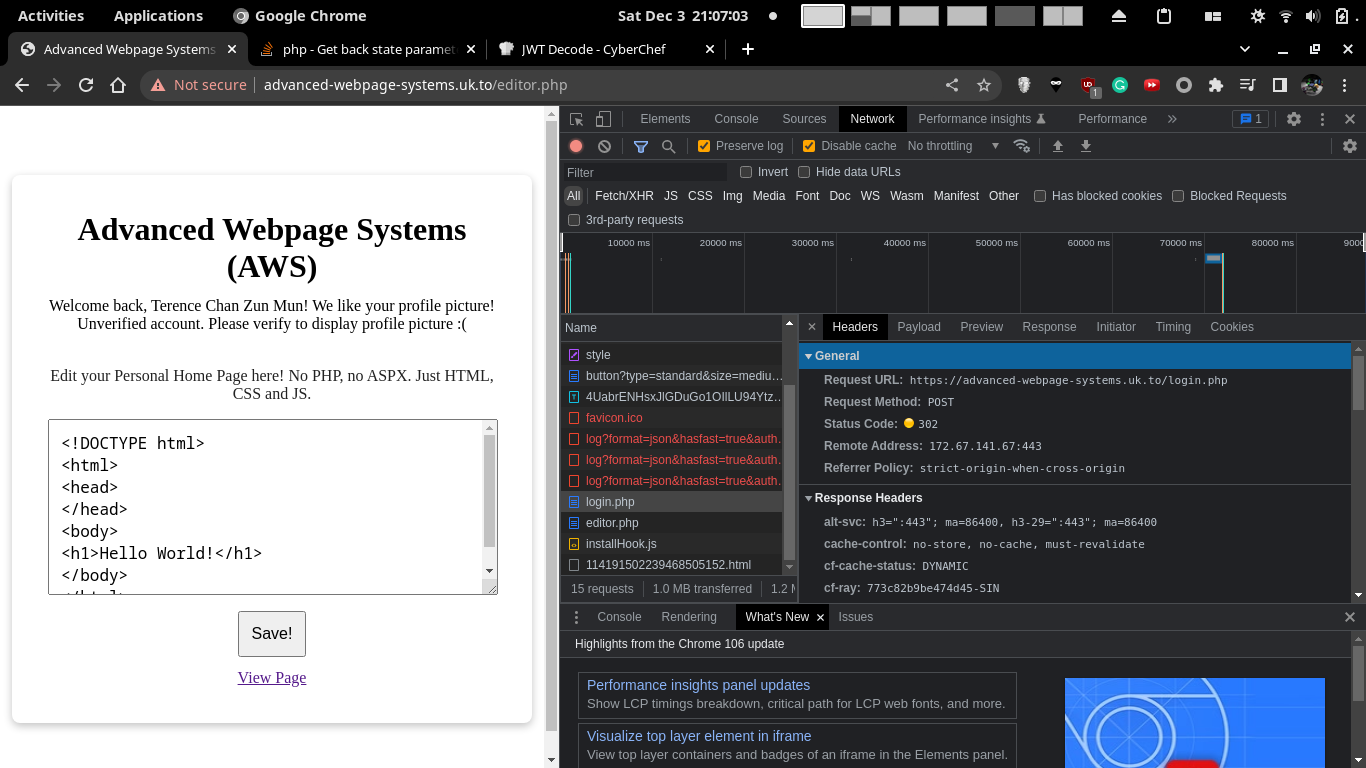 Activities
Applications
Google Chrome
Sat Dec 3 21:07:03
Advanced Webpage Systems
php - Get back state paramet
JWT Decode - CyberChef
Not secure
advanced-webpage-systems.uk.to/editor.php
1
Advanced Webpage Systems
(AWS)
Welcome back, Terence Chan Zun Mun! We like your profile picture!
Unverified account. Please verify to display profile picture :(
Edit your Personal Home Page here! No PHP, no ASPX. Just HTML,
CSS and JS.
<!DOCTYPE html>
<html>
<head>
</head>
<body>
<h1>Hello World!</h1>
</body>
</html>
Save!
View Page
Elements
Console
Sources
Network
Performance insights
Performance
»
1
Preserve log
Disable cache
No throttling
Filter
Invert
Hide data URLs
All
Fetch/XHR
JS
CSS
Img
Media
Font
Doc
WS
Wasm
Manifest
Other
Has blocked cookies
Blocked Requests
3rd-party requests
10000 ms
20000 ms
30000 ms
40000 ms
50000 ms
60000 ms
70000 ms
80000 ms
9000
Name
style
button?type=standard&size=mediu…
4UabrENHsxJlGDuGo1OIlLU94Ytz…
favicon.ico
log?format=json&hasfast=true&auth…
log?format=json&hasfast=true&auth…
log?format=json&hasfast=true&auth…
login.php
editor.php
installHook.js
114191502239468505152.html
15 requests
1.0 MB transferred
1.2 M
Headers
Payload
Preview
Response
Initiator
Timing
Cookies
General
Request URL: https://advanced-webpage-systems.uk.to/login.php
Request Method: POST
Status Code: 302
Remote Address: 172.67.141.67:443
Referrer Policy: strict-origin-when-cross-origin
Response Headers
alt-svc: h3=":443"; ma=86400, h3-29=":443"; ma=86400
cache-control: no-store, no-cache, must-revalidate
cf-cache-status: DYNAMIC
cf-ray: 773c82b9be474d45-SIN
Console
Rendering
What's New
Issues
Highlights from the Chrome 106 update
Performance insights panel updates
Show LCP timings breakdown, critical path for LCP web fonts, and more.
Visualize top layer element in iframe
View top layer containers and badges of an iframe in the Elements panel.